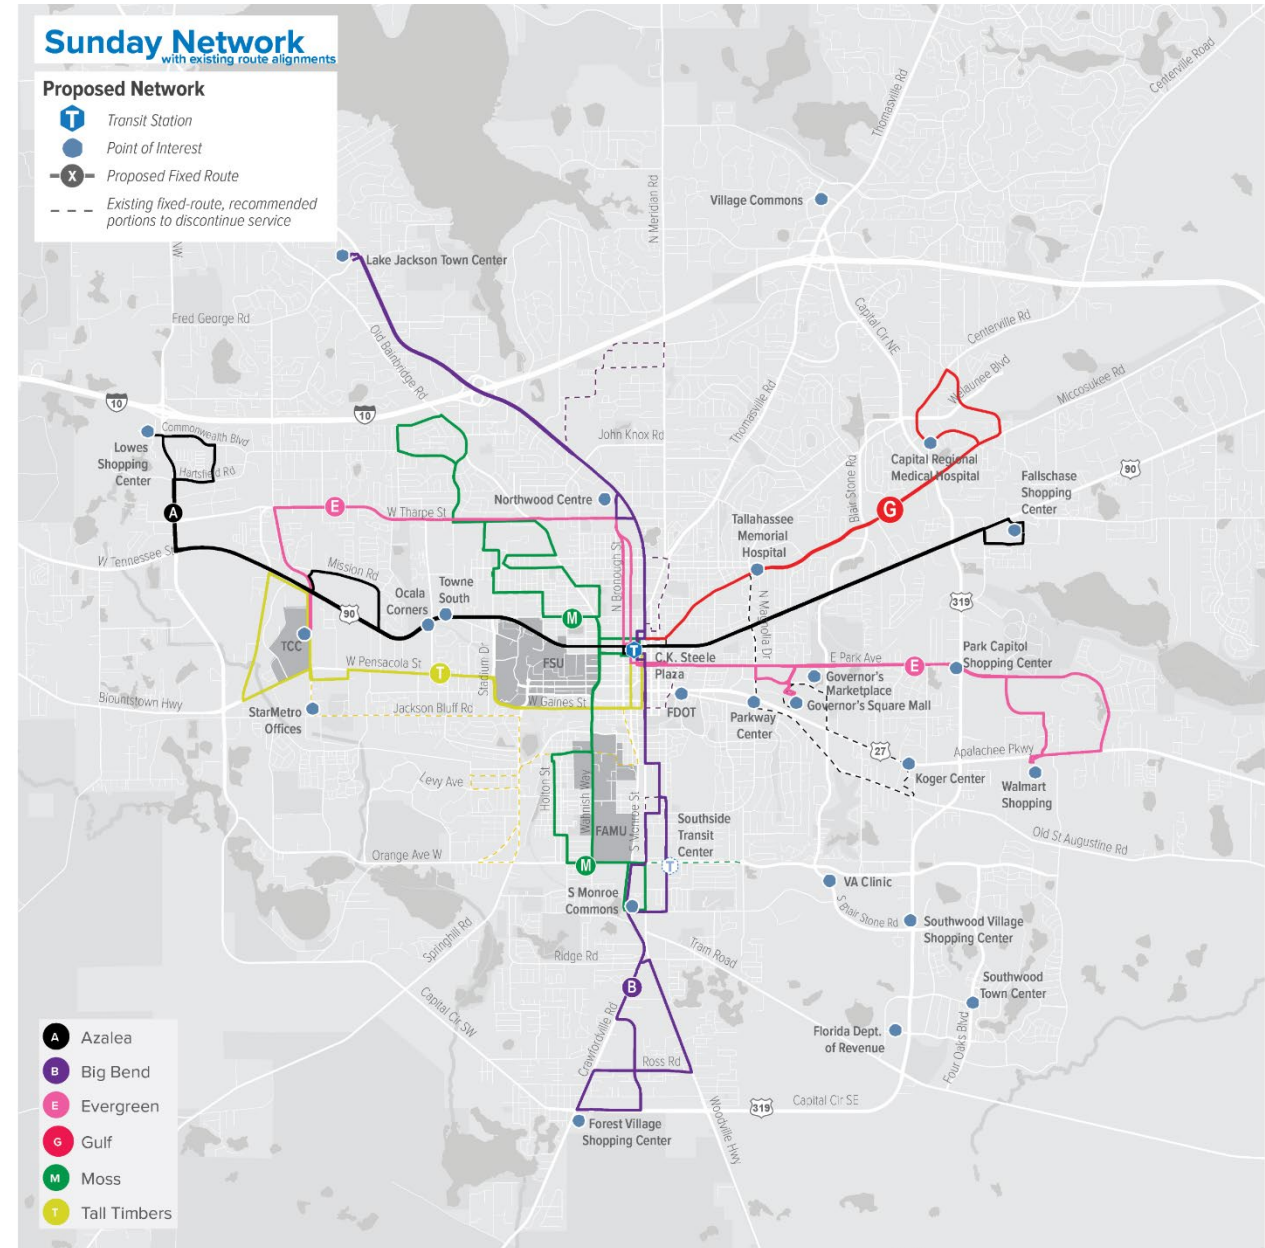 Sunday Network
with existing route alignments
Proposed Network
T
Transit Station
Point of Interest
X
Proposed Fixed Route
Existing fixed-route, recommended
portions to discontinue service
Centerville Road
Thomasville Rd
N Meridian Rd
Village Commons
NW
Lake Jackson Town Center
Fred George Rd
Old Bainbridge Rd
Capital Cir NE
Centerville Rd
Welaunee Blvd
Miccosukee Rd
10
10
Thomasville Rd
John Knox Rd
Commonwealth Blvd
Lowes
Shopping
Center
Hartsfield Rd
Capital Regional
Medical Hospital
90
Fallschase
Shopping
Center
Blair Stone Rd
Northwood Centre
A
E
W Tharpe St
G
Tallahassee
Memorial
Hospital
W Tennessee St
Mission Rd
N Bronough St
Ocala
Corners
Towne
South
90
M
N Magnolia Dr
319
TCC
Stadium Dr
FSU
T
C.K. Steele
Plaza
E Park Ave
E
Park Capitol
Shopping Center
W Pensacola St
T
Governor's
Marketplace
Governor's Square Mall
Blountstown Hwy
StarMetro
Offices
Jackson Bluff Rd
W Gaines St
FDOT
Parkway
Center
27
Apalachee Pkwy
Koger Center
Walmart
Shopping
Levy Ave
Holton St
Wahnish Way
S Monroe St
FAMU
Southside
Transit
Center
T
Old St Augustine Rd
Orange Ave W
M
S Monroe
Commons
VA Clinic
S Blair Stone Rd
Southwood Village
Shopping Center
Springhill Rd
Ridge Rd
Tram Road
Southwood
Town Center
B
Capital Cir SW
Crawfordville Rd
Florida Dept.
of Revenue
Four Oaks Blvd
Ross Rd
Capital Cir SE
319
Woodville Hwy
Forest Village
Shopping Center
A Azalea
B Big Bend
E Evergreen
G Gulf
M Moss
T Tall Timbers